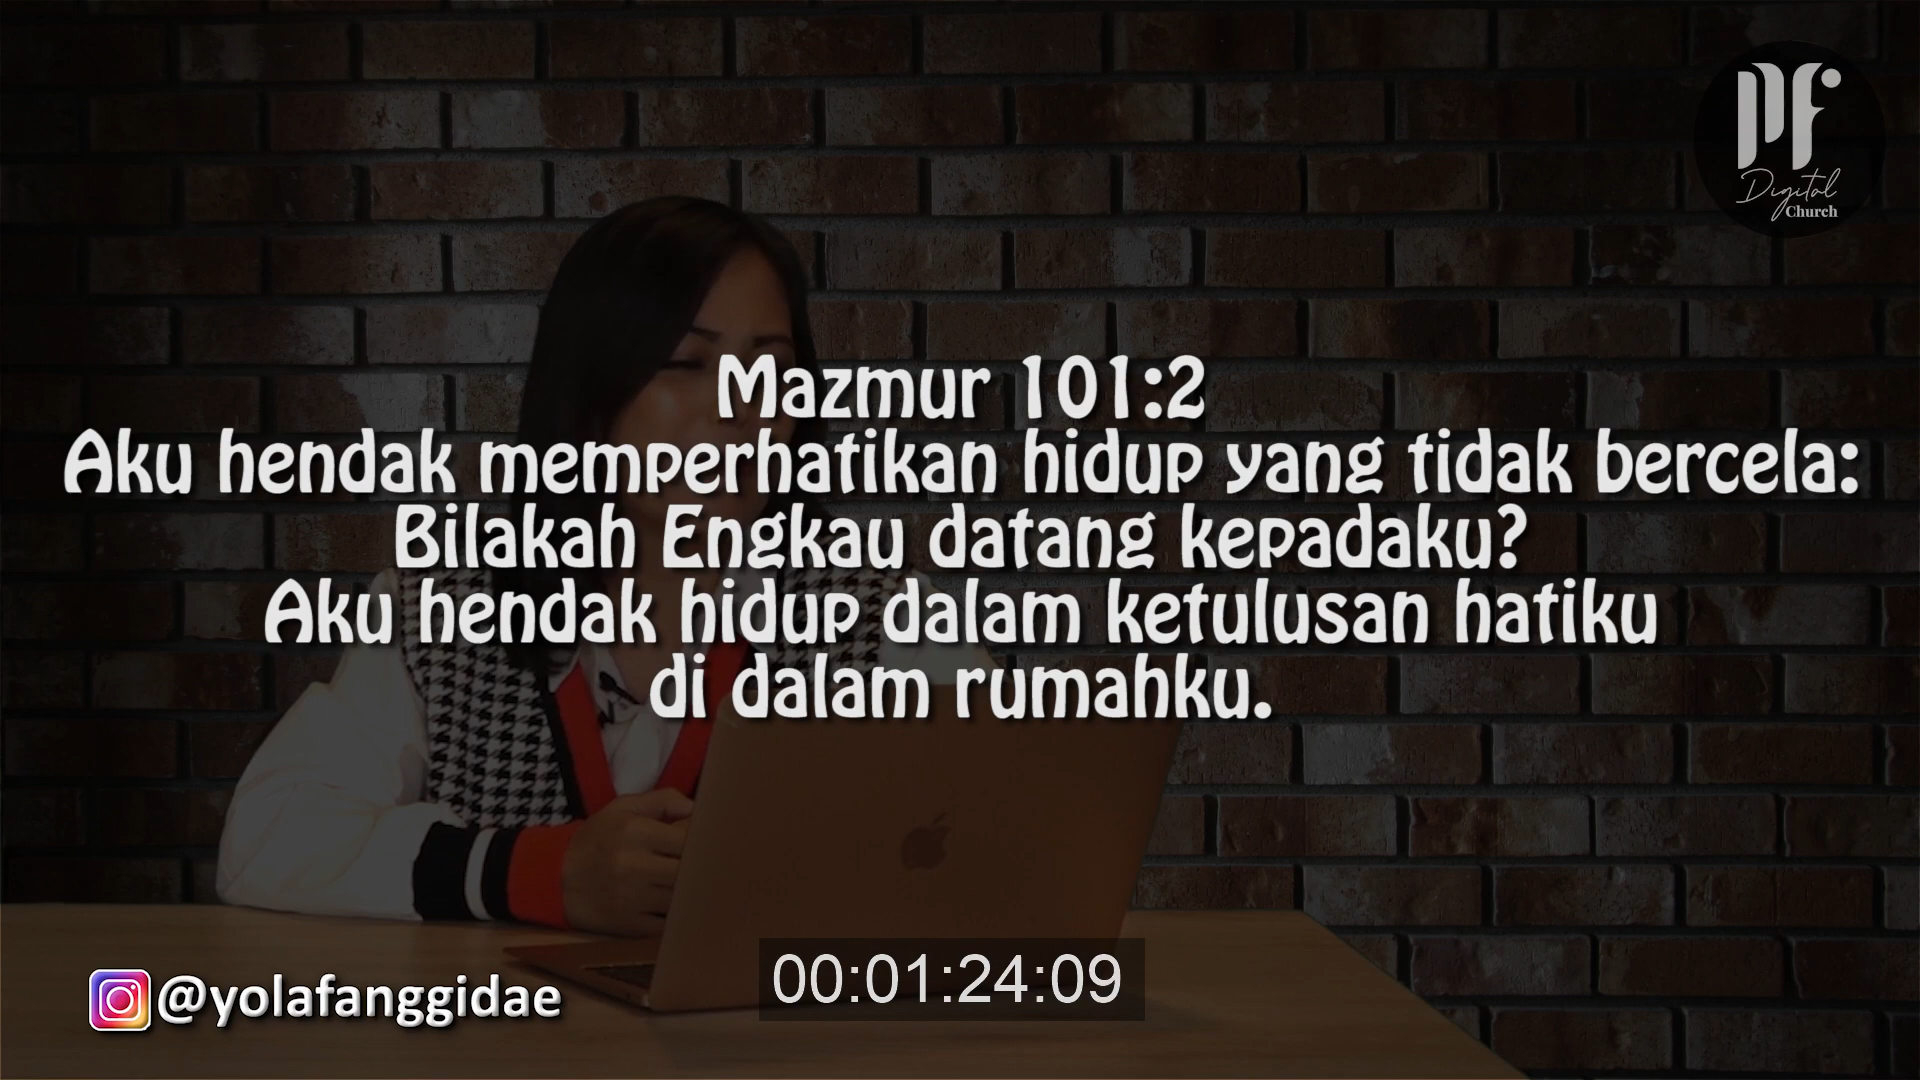 PF
Digital
Church
Mazmur 101:2
Aku hendak memperhatikan hidup yang tidak bercela:
Bilakah Engkau datang kepadaku?
Aku hendak hidup dalam ketulusan hatiku
di dalam rumahku.
@yolafanggidae
00:01:24:09